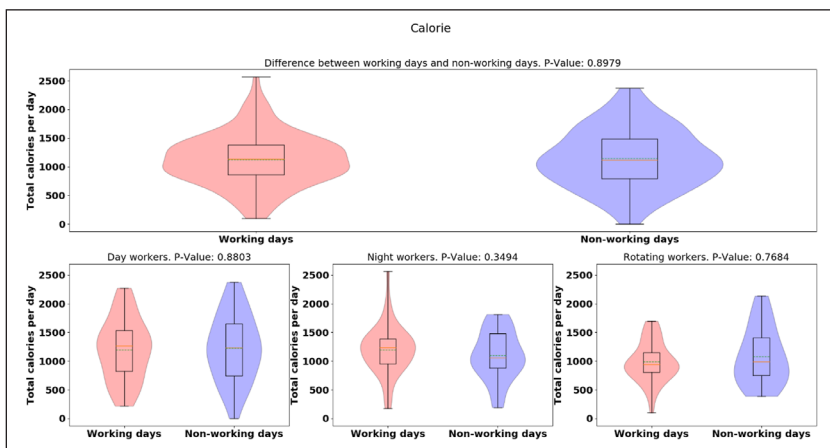 Calorie
Difference between working days and non-working days. P-Value: 0.8979
Total calories per day
2500
2000
1500
1000
500
0
Working days
Non-working days
Day workers. P-Value: 0.8803
Total calories per day
2500
2000
1500
1000
500
0
Working days
Non-working days
Night workers. P-Value: 0.3494
Total calories per day
2500
2000
1500
1000
500
0
Working days
Non-working days
Rotating workers. P-Value: 0.7684
Total calories per day
2500
2000
1500
1000
500
0
Working days
Non-working days